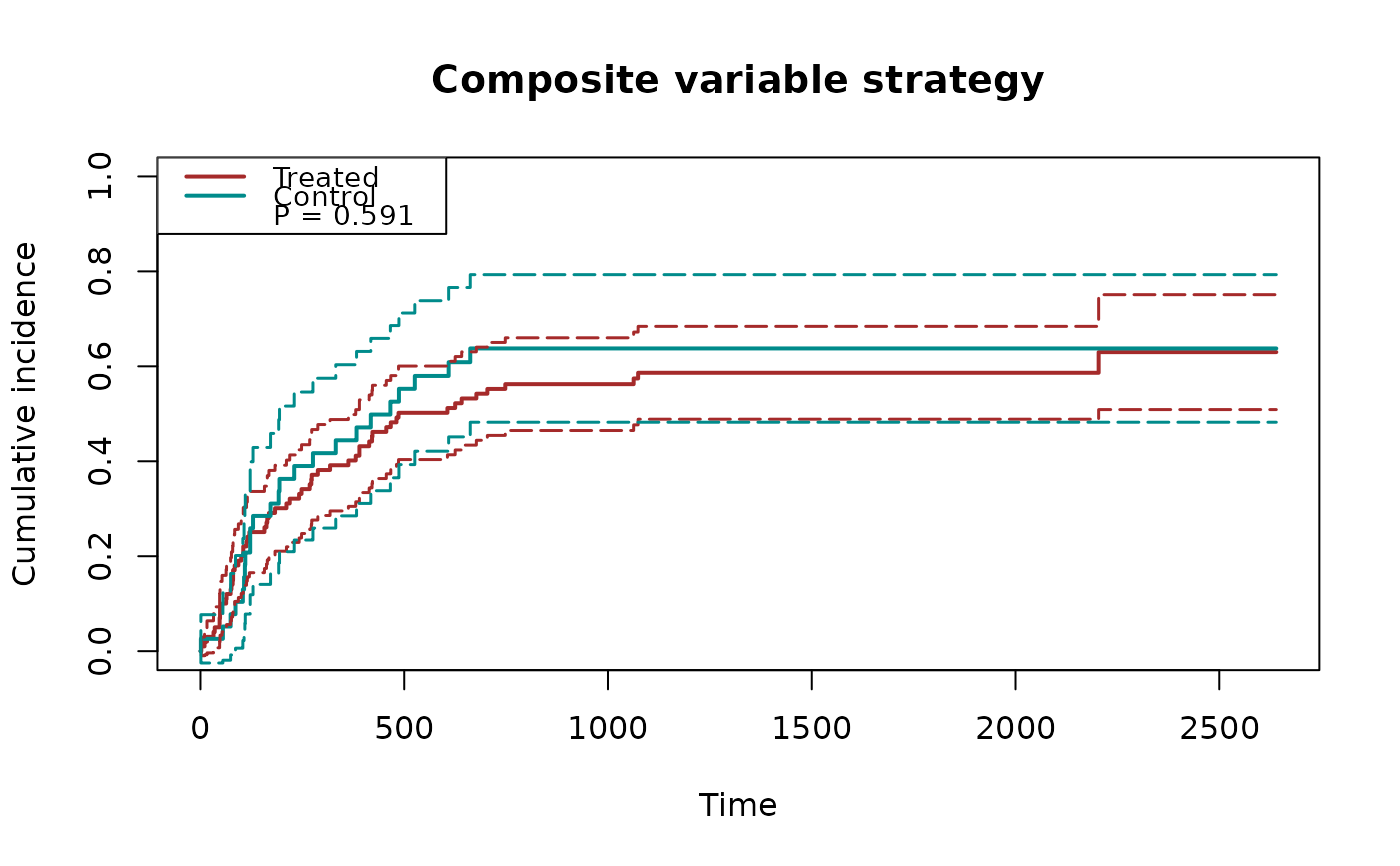 Composite variable strategy
Treated
Control
P = 0.591
Cumulative incidence
1.0
0.8
0.6
0.4
0.2
0.0
0 500 1000 1500 2000 2500
Time